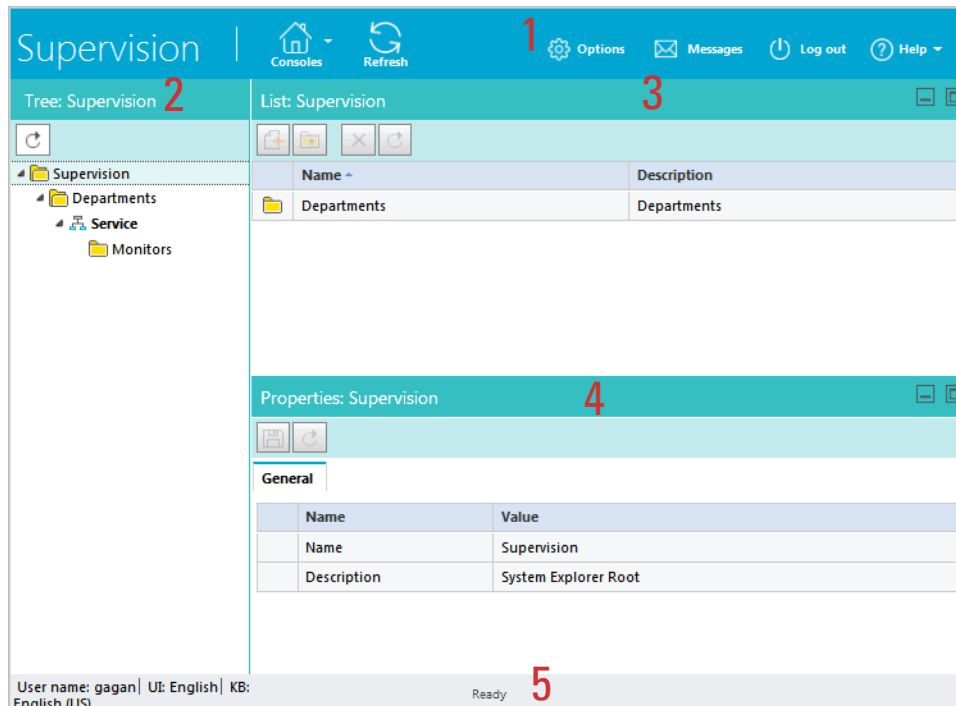 Supervision
Consoles
Refresh
1
Options
Messages
Log out
Help
Tree: Supervision 2
List: Supervision 3
Supervision
Departments
Service
Monitors
Name Description
Departments Departments
Properties: Supervision 4
General
Name Value
Name Supervision
Description System Explorer Root
User name: gagan| UI: English| KB:
English (US)
Ready 5